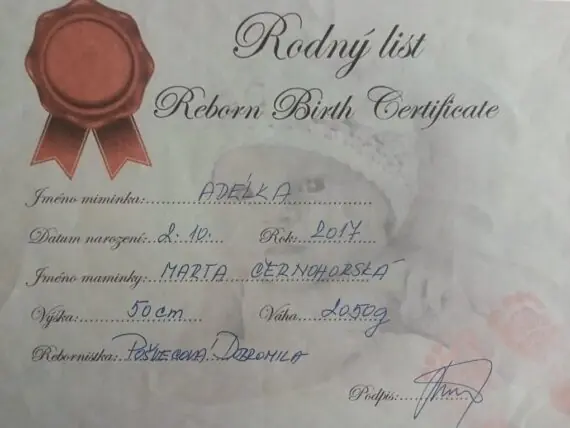 Rodný list
Reborn Birth Certificate
Jméno miminka: ADÉLKA
Datum narození: 2. 10. Rok: 2017
Jméno maminky: MARTA ČERNOHORSKÁ
Výška: 50 cm Váha 2050g
Rebornistka: POŠVECOVÁ DOBROMILA
Podpis: